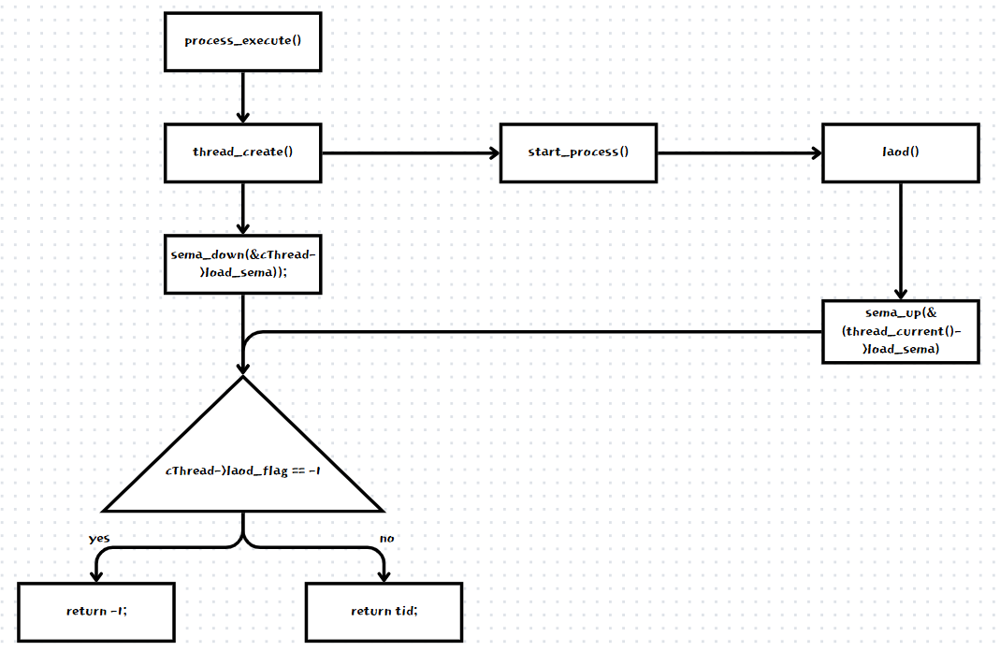 process_execute()
thread_create()
start_process()
laod()
sema_down(&cThread-
>load_sema));
sema_up(&
(thread_current()-
>load_sema)
cThread->laod_flag == -1
yes
no
return -1;
return tid;